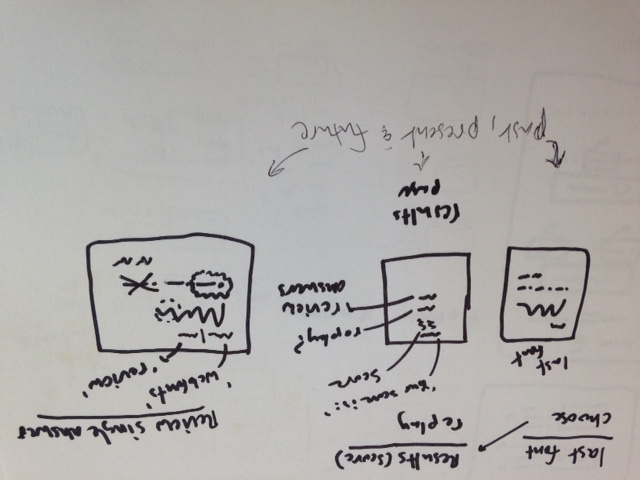 last font
choose
Results (score)
replay
Review single answer
'Your score is:'
score
'webfonts'
'review'
last
font
replay?
review
answers
results
page
past, present & future